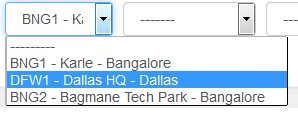 BNG1 - Ka
-------
---
---------
BNG1 - Karle - Bangalore
DFW1 - Dallas HQ - Dallas
BNG2 - Bagmane Tech Park - Bangalore